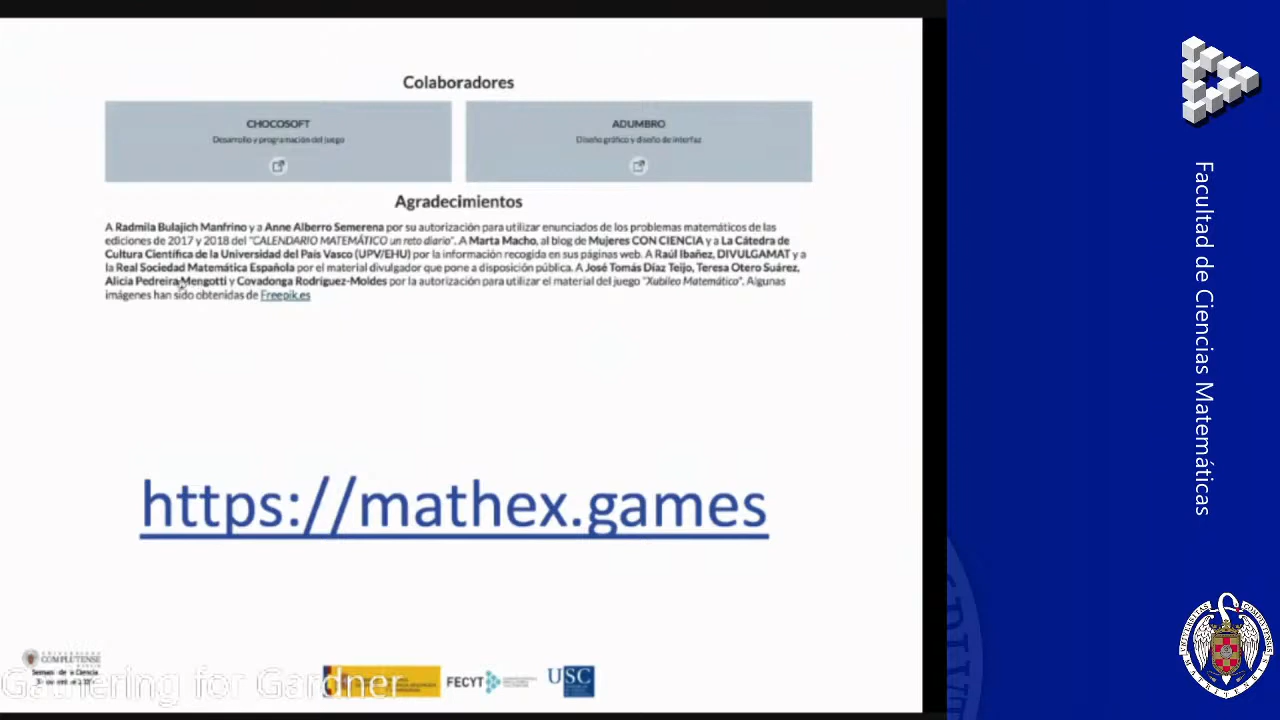 Colaboradores
CHOCOSOFT
Desarrollo y programación del juego
ADUMBRO
Diseño gráfico y diseño de interfaz
Agradecimientos
A Radmila Bulajich Manfrino y a Anne Alberro Semerena por su autorización para utilizar enunciados de los problemas matemáticos de las
ediciones de 2017 y 2018 del "CALENDARIO MATEMÁTICO un reto diario". A Marta Macho, al blog de Mujeres CON CIENCIA y a La Cátedra de
Cultura Científica de la Universidad del País Vasco (UPV/EHU) por la información recogida en sus páginas web. A Raúl Ibañez, DIVULGAMAT y a
la Real Sociedad Matemática Española por el material divulgador que pone a disposición pública. A José Tomás Díaz Teijo, Teresa Otero Suárez,
Alicia Pedreira Mengotti y Covadonga Rodríguez-Moldes por la autorización para utilizar el material del juego "Xubileo Matemático". Algunas
imágenes han sido obtenidas de Freepik.es
https://mathex.games
COMPLUTENSE
Gathering for Gardner
FECYT
USC
Facultad de Ciencias Matemáticas